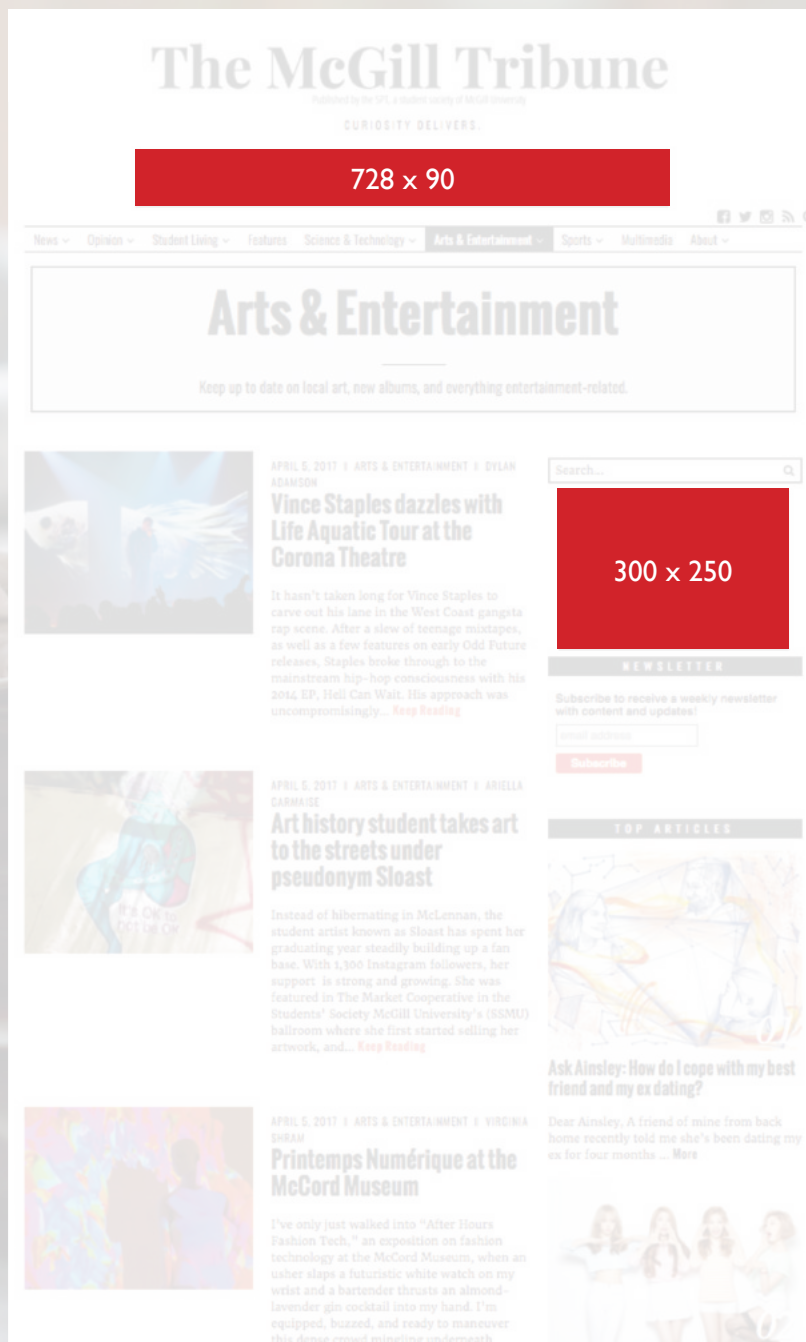 The McGill Tribune
Published by the SPT, a student society of McGill University
CURIOSITY DELIVERS.
728 x 90
News Opinion Student Living Features Science & Technology Arts & Entertainment Sports Multimedia About
Arts & Entertainment
Keep up to date on local art, new albums, and everything entertainment-related.
APRIL 5, 2017 | ARTS & ENTERTAINMENT | DYLAN
ADAMSON
Vince Staples dazzles with
Life Aquatic Tour at the
Corona Theatre
It hasn't taken long for Vince Staples to
carve out his lane in the West Coast gangsta
rap scene. After a slew of teenage mixtapes,
as well as a few features on early Odd Future
releases, Staples broke through to the
mainstream hip-hop consciousness with his
2014 EP, Hell Can Wait. His approach was
uncompromisingly... Keep Reading
APRIL 5, 2017 | ARTS & ENTERTAINMENT | ARIELLA
GARMAISE
Art history student takes art
to the streets under
pseudonym Sloast
Instead of hibernating in McLennan, the
student artist known as Sloast has spent her
graduating year steadily building up a fan
base. With 1,300 Instagram followers, her
support is strong and growing. She was
featured in The Market Cooperative in the
Students' Society McGill University's (SSMU)
ballroom where she first started selling her
artwork, and... Keep Reading
IT'S OK TO
NOT BE OK
APRIL 5, 2017 | ARTS & ENTERTAINMENT | VIRGINIA
SHRAM
Printemps Numérique at the
McCord Museum
I've only just walked into "After Hours
Fashion Tech," an exposition on fashion
technology at the McCord Museum, when an
usher slaps a futuristic white watch on my
wrist and a bartender thrusts an almond-
lavender gin cocktail into my hand. I'm
equipped, buzzed, and ready to maneuver
this dense crowd mingling underneath
Search...
300 x 250
NEWSLETTER
Subscribe to receive a weekly newsletter
with content and updates!
email address
Subscribe
TOP ARTICLES
Ask Ainsley: How do I cope with my best
friend and my ex dating?
Dear Ainsley, A friend of mine from back
home recently told me she's been dating my
ex for four months ... More